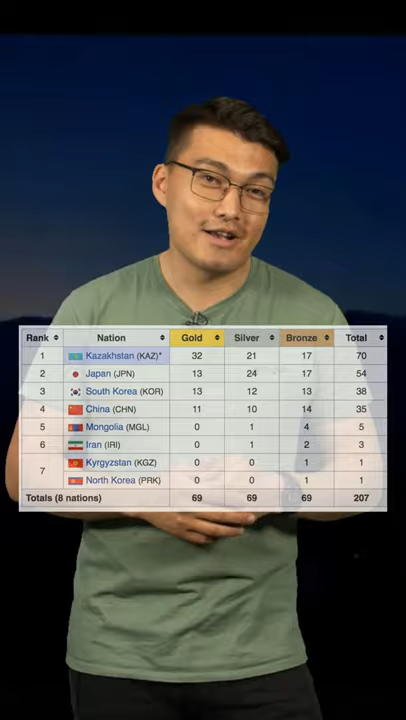 Rank Nation Gold Silver Bronze Total
1 Kazakhstan (KAZ)* 32 21 17 70
2 Japan (JPN) 13 24 17 54
3 South Korea (KOR) 13 12 13 38
4 China (CHN) 11 10 14 35
5 Mongolia (MGL) 0 1 4 5
6 Iran (IRI) 0 1 2 3
7 Kyrgyzstan (KGZ) 0 0 1 1
North Korea (PRK) 0 0 1 1
Totals (8 nations) 69 69 69 207